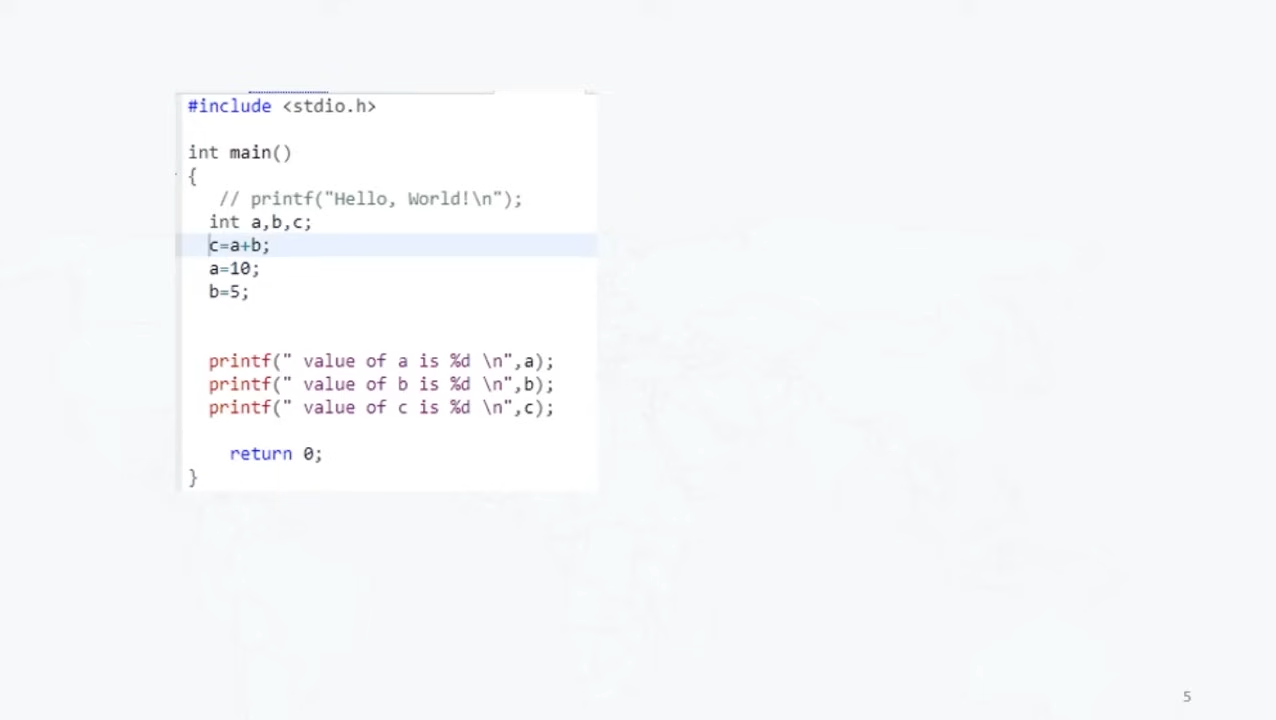 #include <stdio.h>
int main()
{
// printf("Hello, World!\n");
int a,b,c;
c=a+b;
a=10;
b=5;
printf(" value of a is %d \n",a);
printf(" value of b is %d \n",b);
printf(" value of c is %d \n",c);
return 0;
}
5